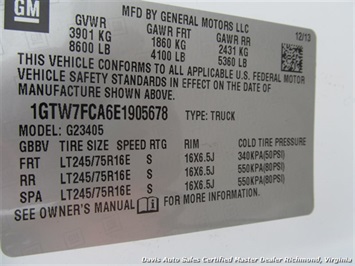 GM
MFD BY GENERAL MOTORS LLC
GVWR GAWR FRT GAWR RR 12/13
3901 KG 1860 KG 2431 KG
8600 LB 4100 LB 5360 LB
THIS VEHICLE CONFORMS TO ALL APPLICABLE U.S. FEDERAL MOTOR
VEHICLE SAFETY STANDARDS IN EFFECT ON THE DATE OF
MANUFACTURE SHOWN ABOVE.
1GTW7FCA6E1905678 TYPE: TRUCK
MODEL: G23405
GBBV TIRE SIZE SPEED RTG RIM COLD TIRE PRESSURE
FRT LT245/75R16E S 16X6.5J 340KPA(50PSI)
RR LT245/75R16E S 16X6.5J 550KPA(80PSI)
SPA LT245/75R16E S 16X6.5J 550KPA(80PSI)
SEE OWNER'S MANUAL FOR MORE INFORMATION.
Davis Auto Sales Certified Master Dealer Richmond, Virginia